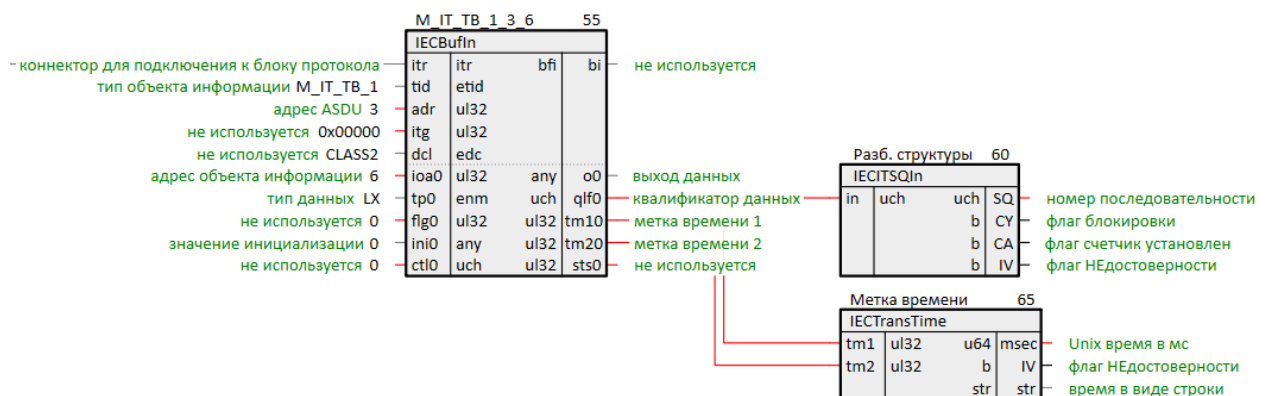 M_IT_TB_1_3_6 55
IECBufIn
коннектор для подключения к блоку протокола itr itr bfi bi не используется
тип объекта информации M_IT_TB_1 tid etid
адрес ASDU 3 adr ul32
не используется 0x00000 itg ul32
не используется CLASS2 dcl edc
адрес объекта информации 6 ioa0 ul32 any o0 выход данных
тип данных LX tp0 enm uch qlf0 квалификатор данных
не используется 0 flg0 ul32 ul32 tm10 метка времени 1
значение инициализации 0 ini0 any ul32 tm20 метка времени 2
не используется 0 ctl0 uch ul32 sts0 не используется
Разб. структуры 60
IECITSQIn
in uch uch SQ номер последовательности
b CY флаг блокировки
b CA флаг счетчик установлен
b IV флаг НЕдостоверности
Метка времени 65
IECTransTime
tm1 ul32 u64 msec Unix время в мс
tm2 ul32 b IV флаг НЕдостоверности
str str время в виде строки